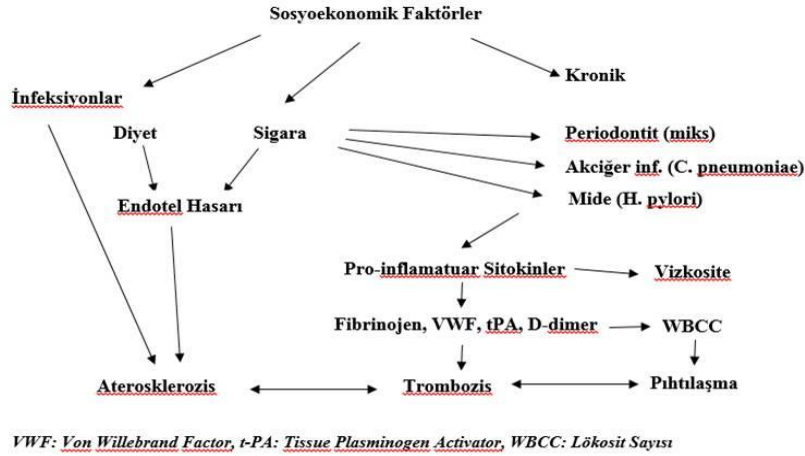 Sosyoekonomik Faktörler
Kronik
İnfeksiyonlar
Diyet
Sigara
Periodontit (miks)
Akciğer inf. (C. pneumoniae)
Mide (H. pylori)
Endotel Hasarı
Pro-inflamatuar Sitokinler
Vizkosite
Fibrinojen, VWF, tPA, D-dimer
WBCC
Aterosklerozis
Trombozis
Pıhtılaşma
VWF: Von Willebrand Factor, t-PA: Tissue Plasminogen Activator, WBCC: Lökosit Sayısı